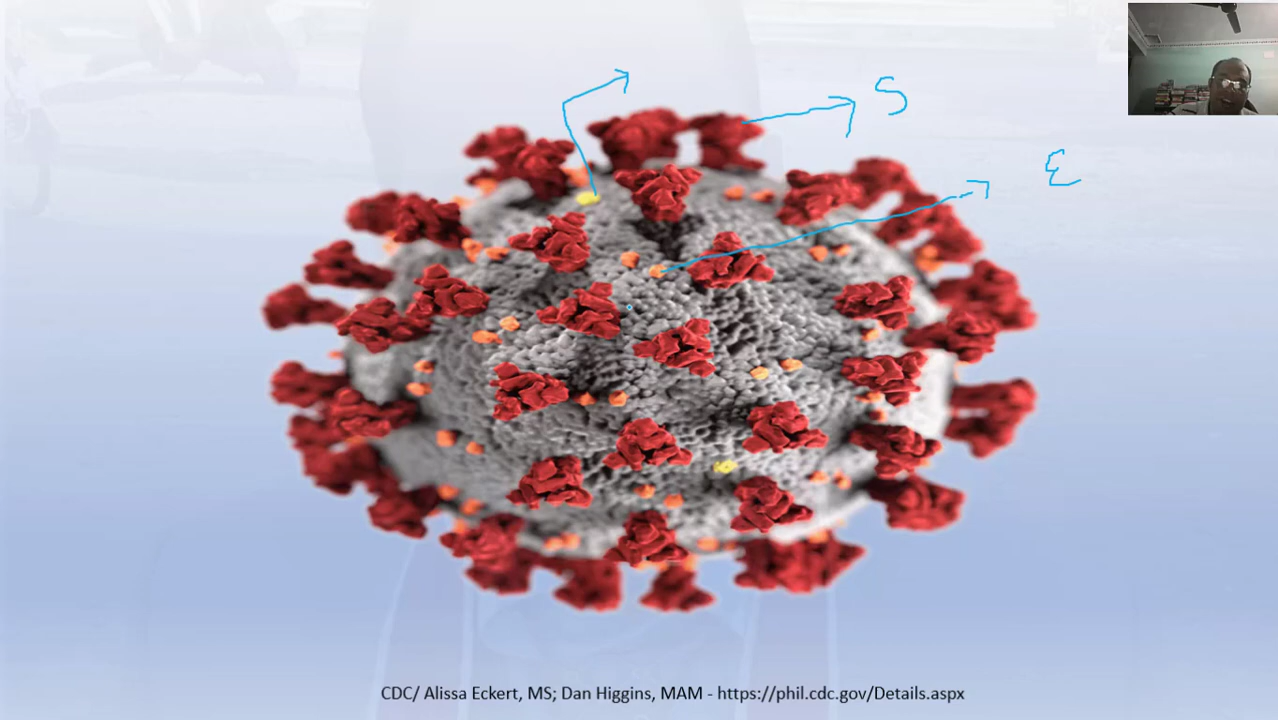 S
E
CDC/ Alissa Eckert, MS; Dan Higgins, MAM - https://phil.cdc.gov/Details.aspx